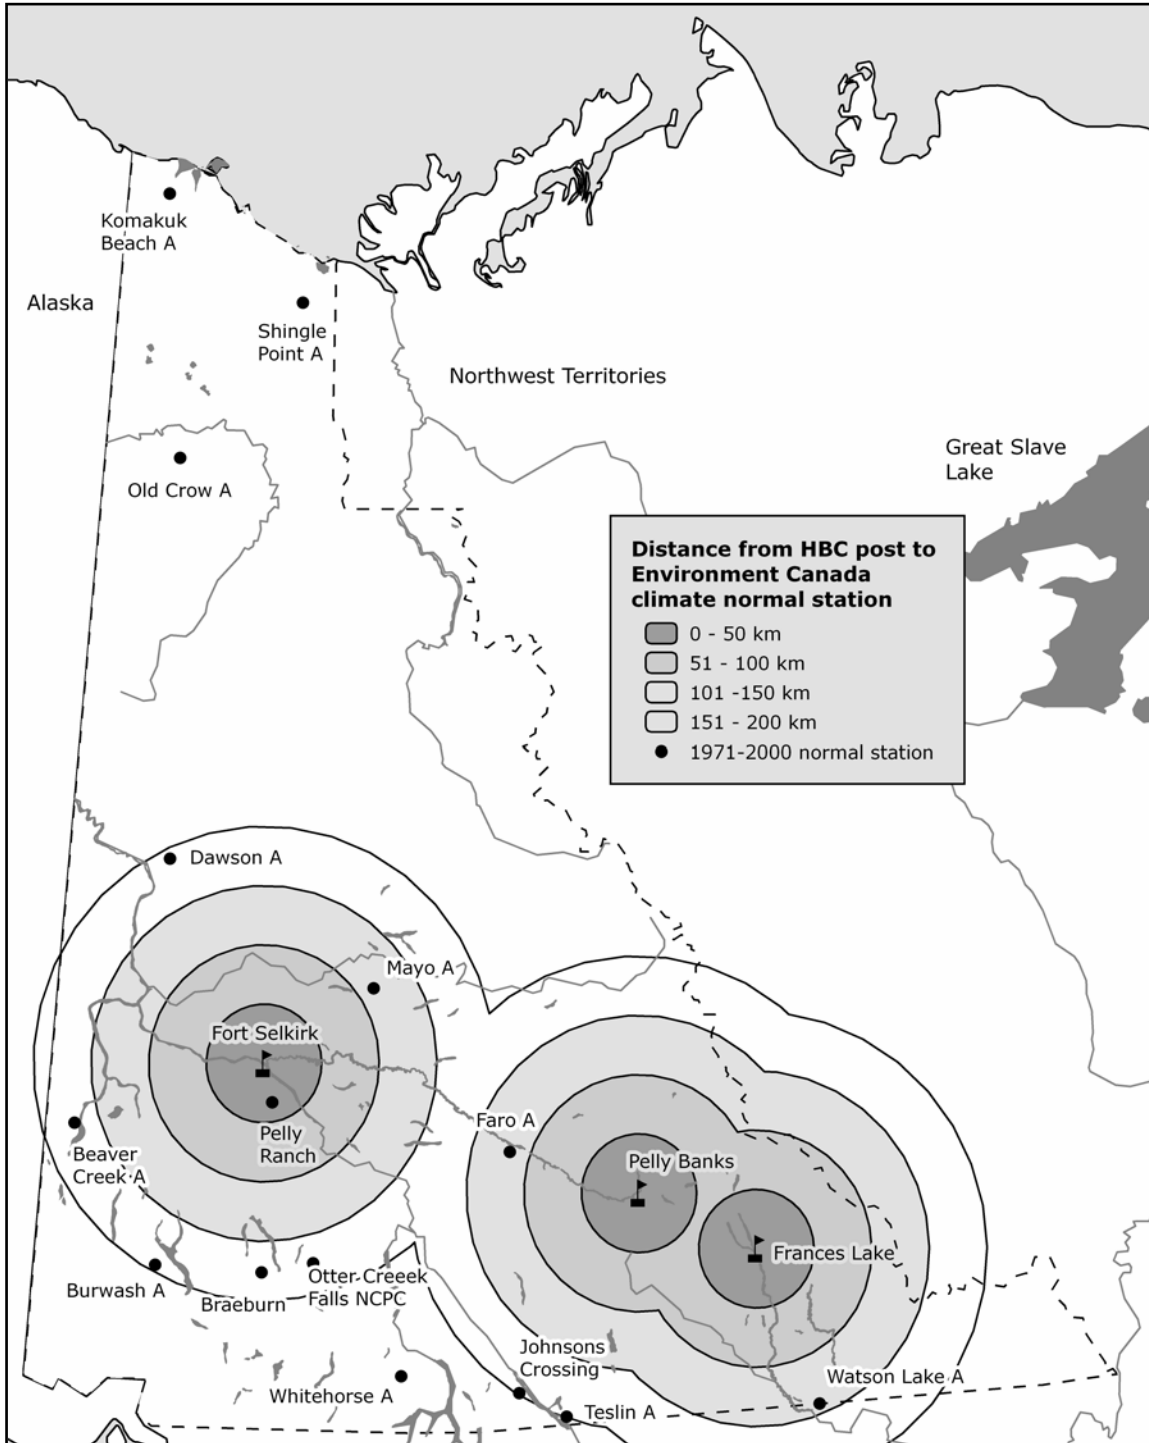 Komakuk
Beach A
Alaska
Shingle
Point A
Northwest Territories
Great Slave
Lake
Old Crow A
Distance from HBC post to
Environment Canada
climate normal station
0 - 50 km
51 - 100 km
101 -150 km
151 - 200 km
1971-2000 normal station
Dawson A
Mayo A
Fort Selkirk
Pelly
Ranch
Faro A
Beaver
Creek A
Pelly Banks
Frances Lake
Burwash A
Braeburn
Otter Creeek
Falls NCPC
Johnsons
Crossing
Whitehorse A
Teslin A
Watson Lake A